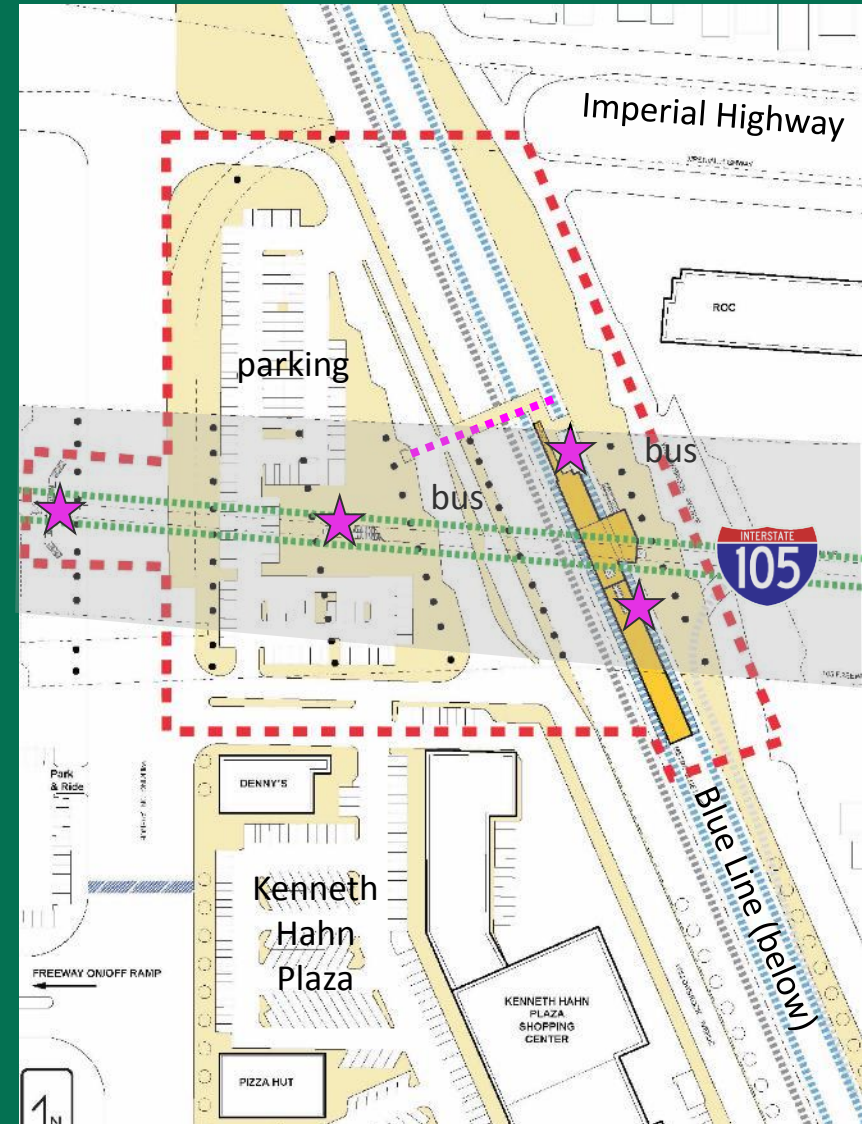 Imperial Highway
ROC
parking
bus
bus
INTERSTATE
105
Park
& Ride
DENNY'S
Kenneth
Hahn
Plaza
Blue Line (below)
FREEWAY ON/OFF RAMP
KENNETH HAHN
PLAZA
SHOPPING
CENTER
PIZZA HUT
1N